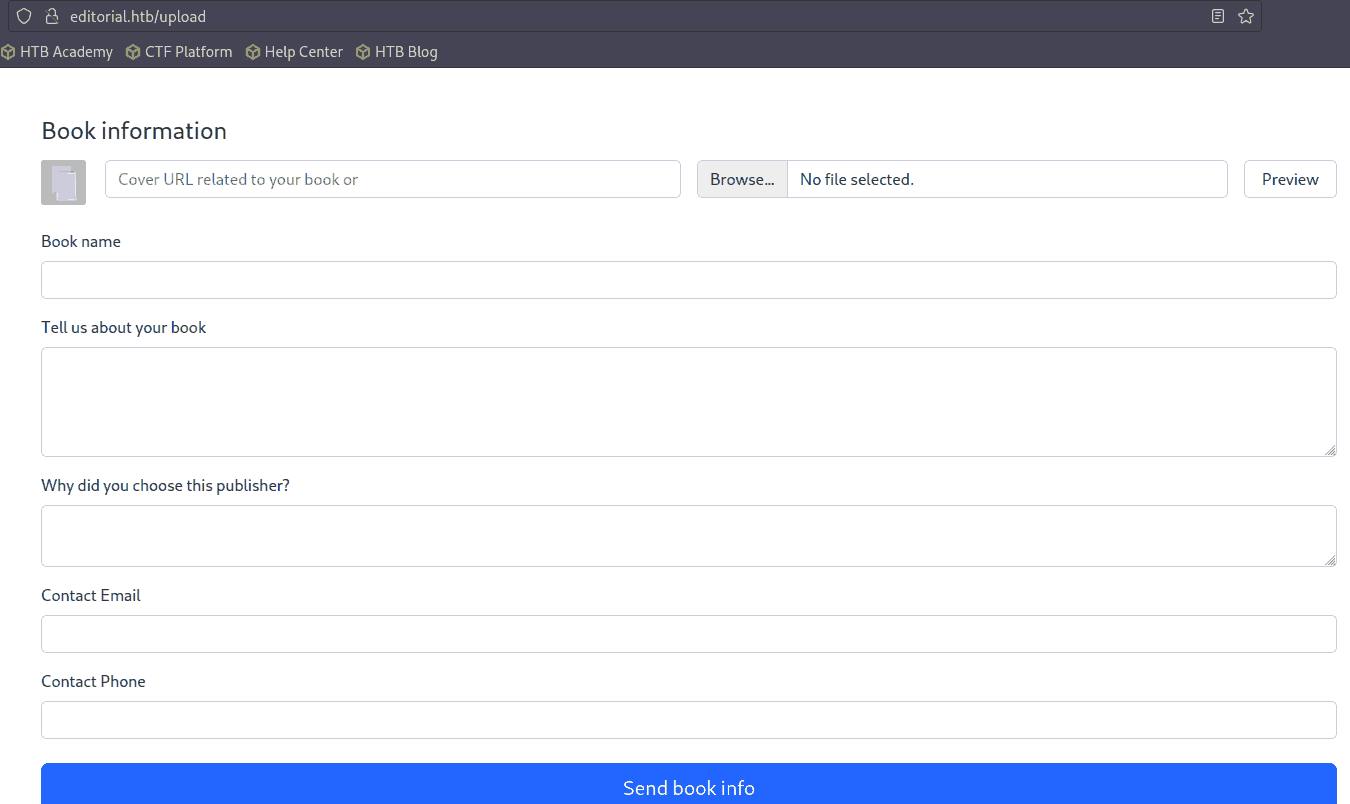 editorial.htb/upload
HTB Academy CTF Platform Help Center HTB Blog
Book information
Cover URL related to your book or Browse... No file selected. Preview
Book name
Tell us about your book
Why did you choose this publisher?
Contact Email
Contact Phone
Send book info